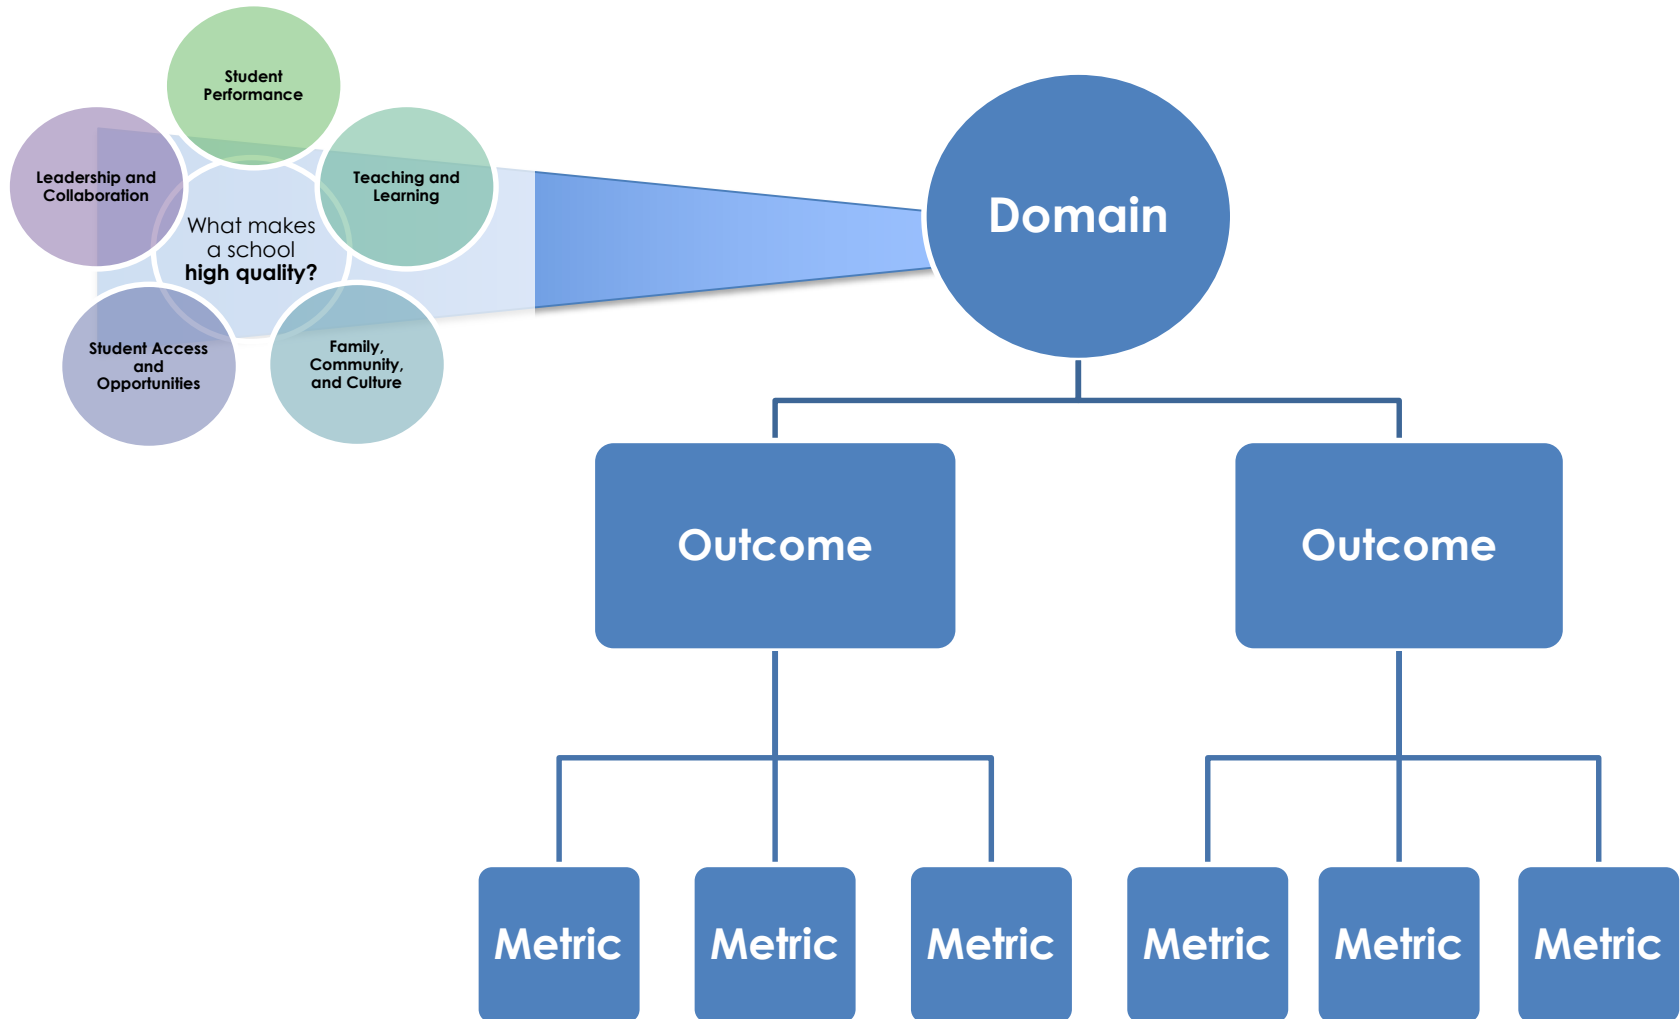 Student
Performance
Leadership and
Collaboration
Teaching and
Learning
What makes
a school
high quality?
Student Access
and
Opportunities
Family,
Community,
and Culture
Domain
Outcome
Outcome
Metric
Metric
Metric
Metric
Metric
Metric